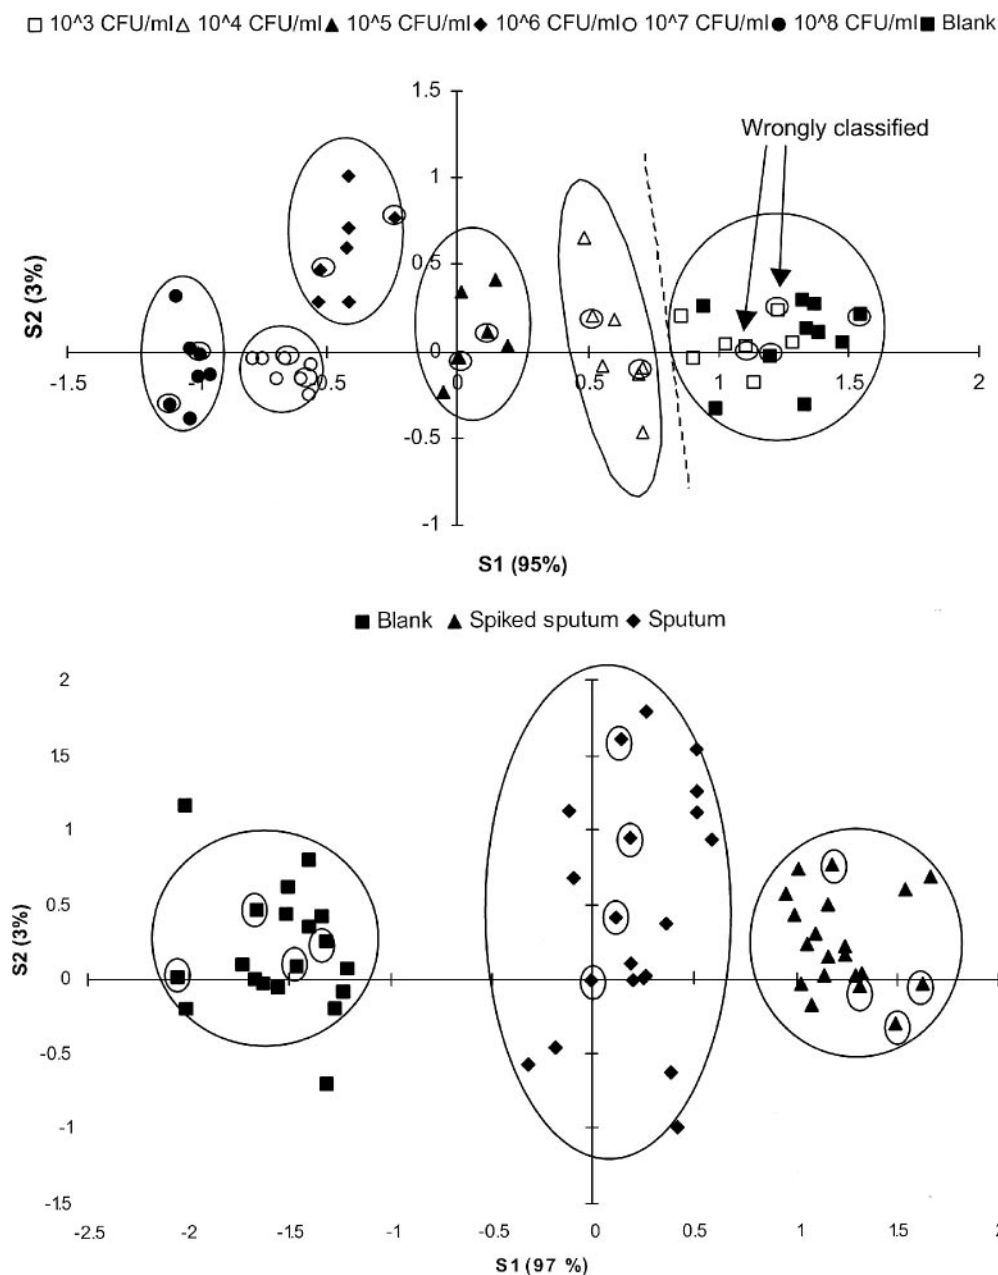 □ 10^3 CFU/ml △ 10^4 CFU/ml ▲ 10^5 CFU/ml ◆ 10^6 CFU/ml ○ 10^7 CFU/ml ● 10^8 CFU/ml ■ Blank
1.5
Wrongly classified
1
0.5
S2 (3%)
0
-1.5 -1 -0.5 0 0.5 1 1.5 2
-0.5
-1
S1 (95%)
■ Blank ▲ Spiked sputum ◆ Sputum
2
1.5
1
0.5
S2 (3%)
0
-0.5
-1
-1.5
-2.5 -2 -1.5 -1 -0.5 0 0.5 1 1.5 2
S1 (97 %)